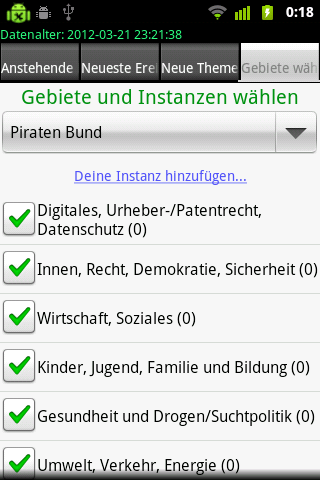 0:18
Datenalter: 2012-03-21 23:21:38
Anstehende
Neueste Ere
Neue Theme
Gebiete wäh
Gebiete und Instanzen wählen
Piraten Bund
Deine Instanz hinzufügen...
Digitales, Urheber-/Patentrecht,
Datenschutz (0)
Innen, Recht, Demokratie, Sicherheit (0)
Wirtschaft, Soziales (0)
Kinder, Jugend, Familie und Bildung (0)
Gesundheit und Drogen/Suchtpolitik (0)
Umwelt, Verkehr, Energie (0)